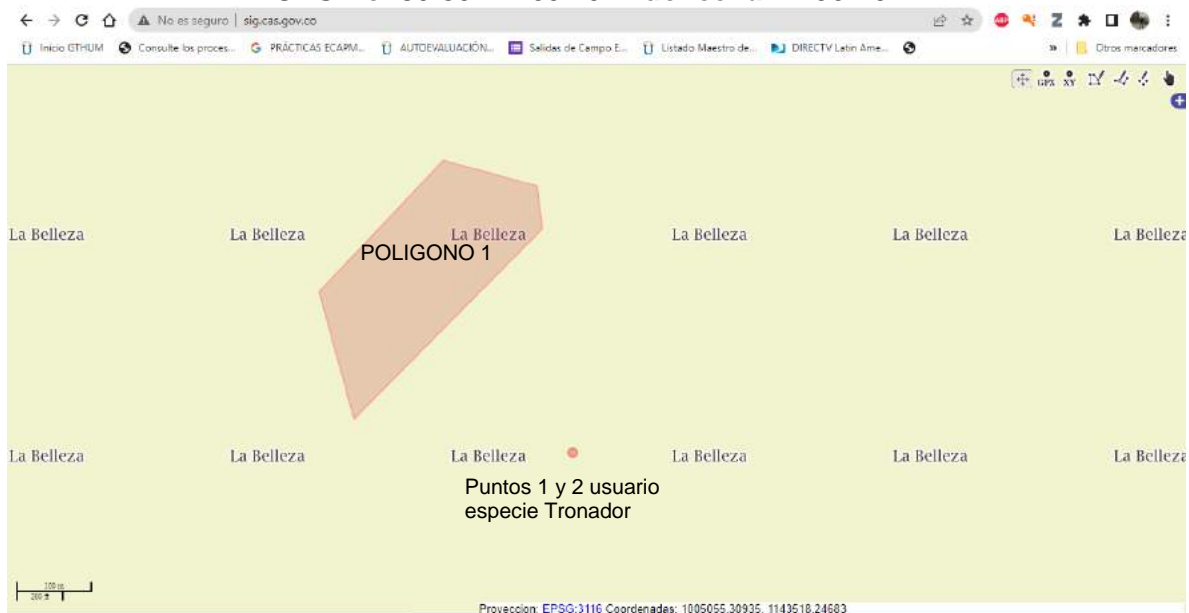 No es seguro | sig.cas.gov.co
Inicio GTHUM Consulte los proces... PRÁCTICAS ECAPM... AUTOEVALUACIÓN... Salidas de Campo E... Listado Maestro de... DIRECTV Latin Ame... » Otros marcadores
GPX XY
La Belleza La Belleza La Belleza La Belleza La Belleza La Belleza
POLIGONO 1
La Belleza La Belleza La Belleza La Belleza La Belleza La Belleza
Puntos 1 y 2 usuario
especie Tronador
100 m
Proyeccion: EPSG:3116 Coordenadas: 1005055.30935, 1143518.24683